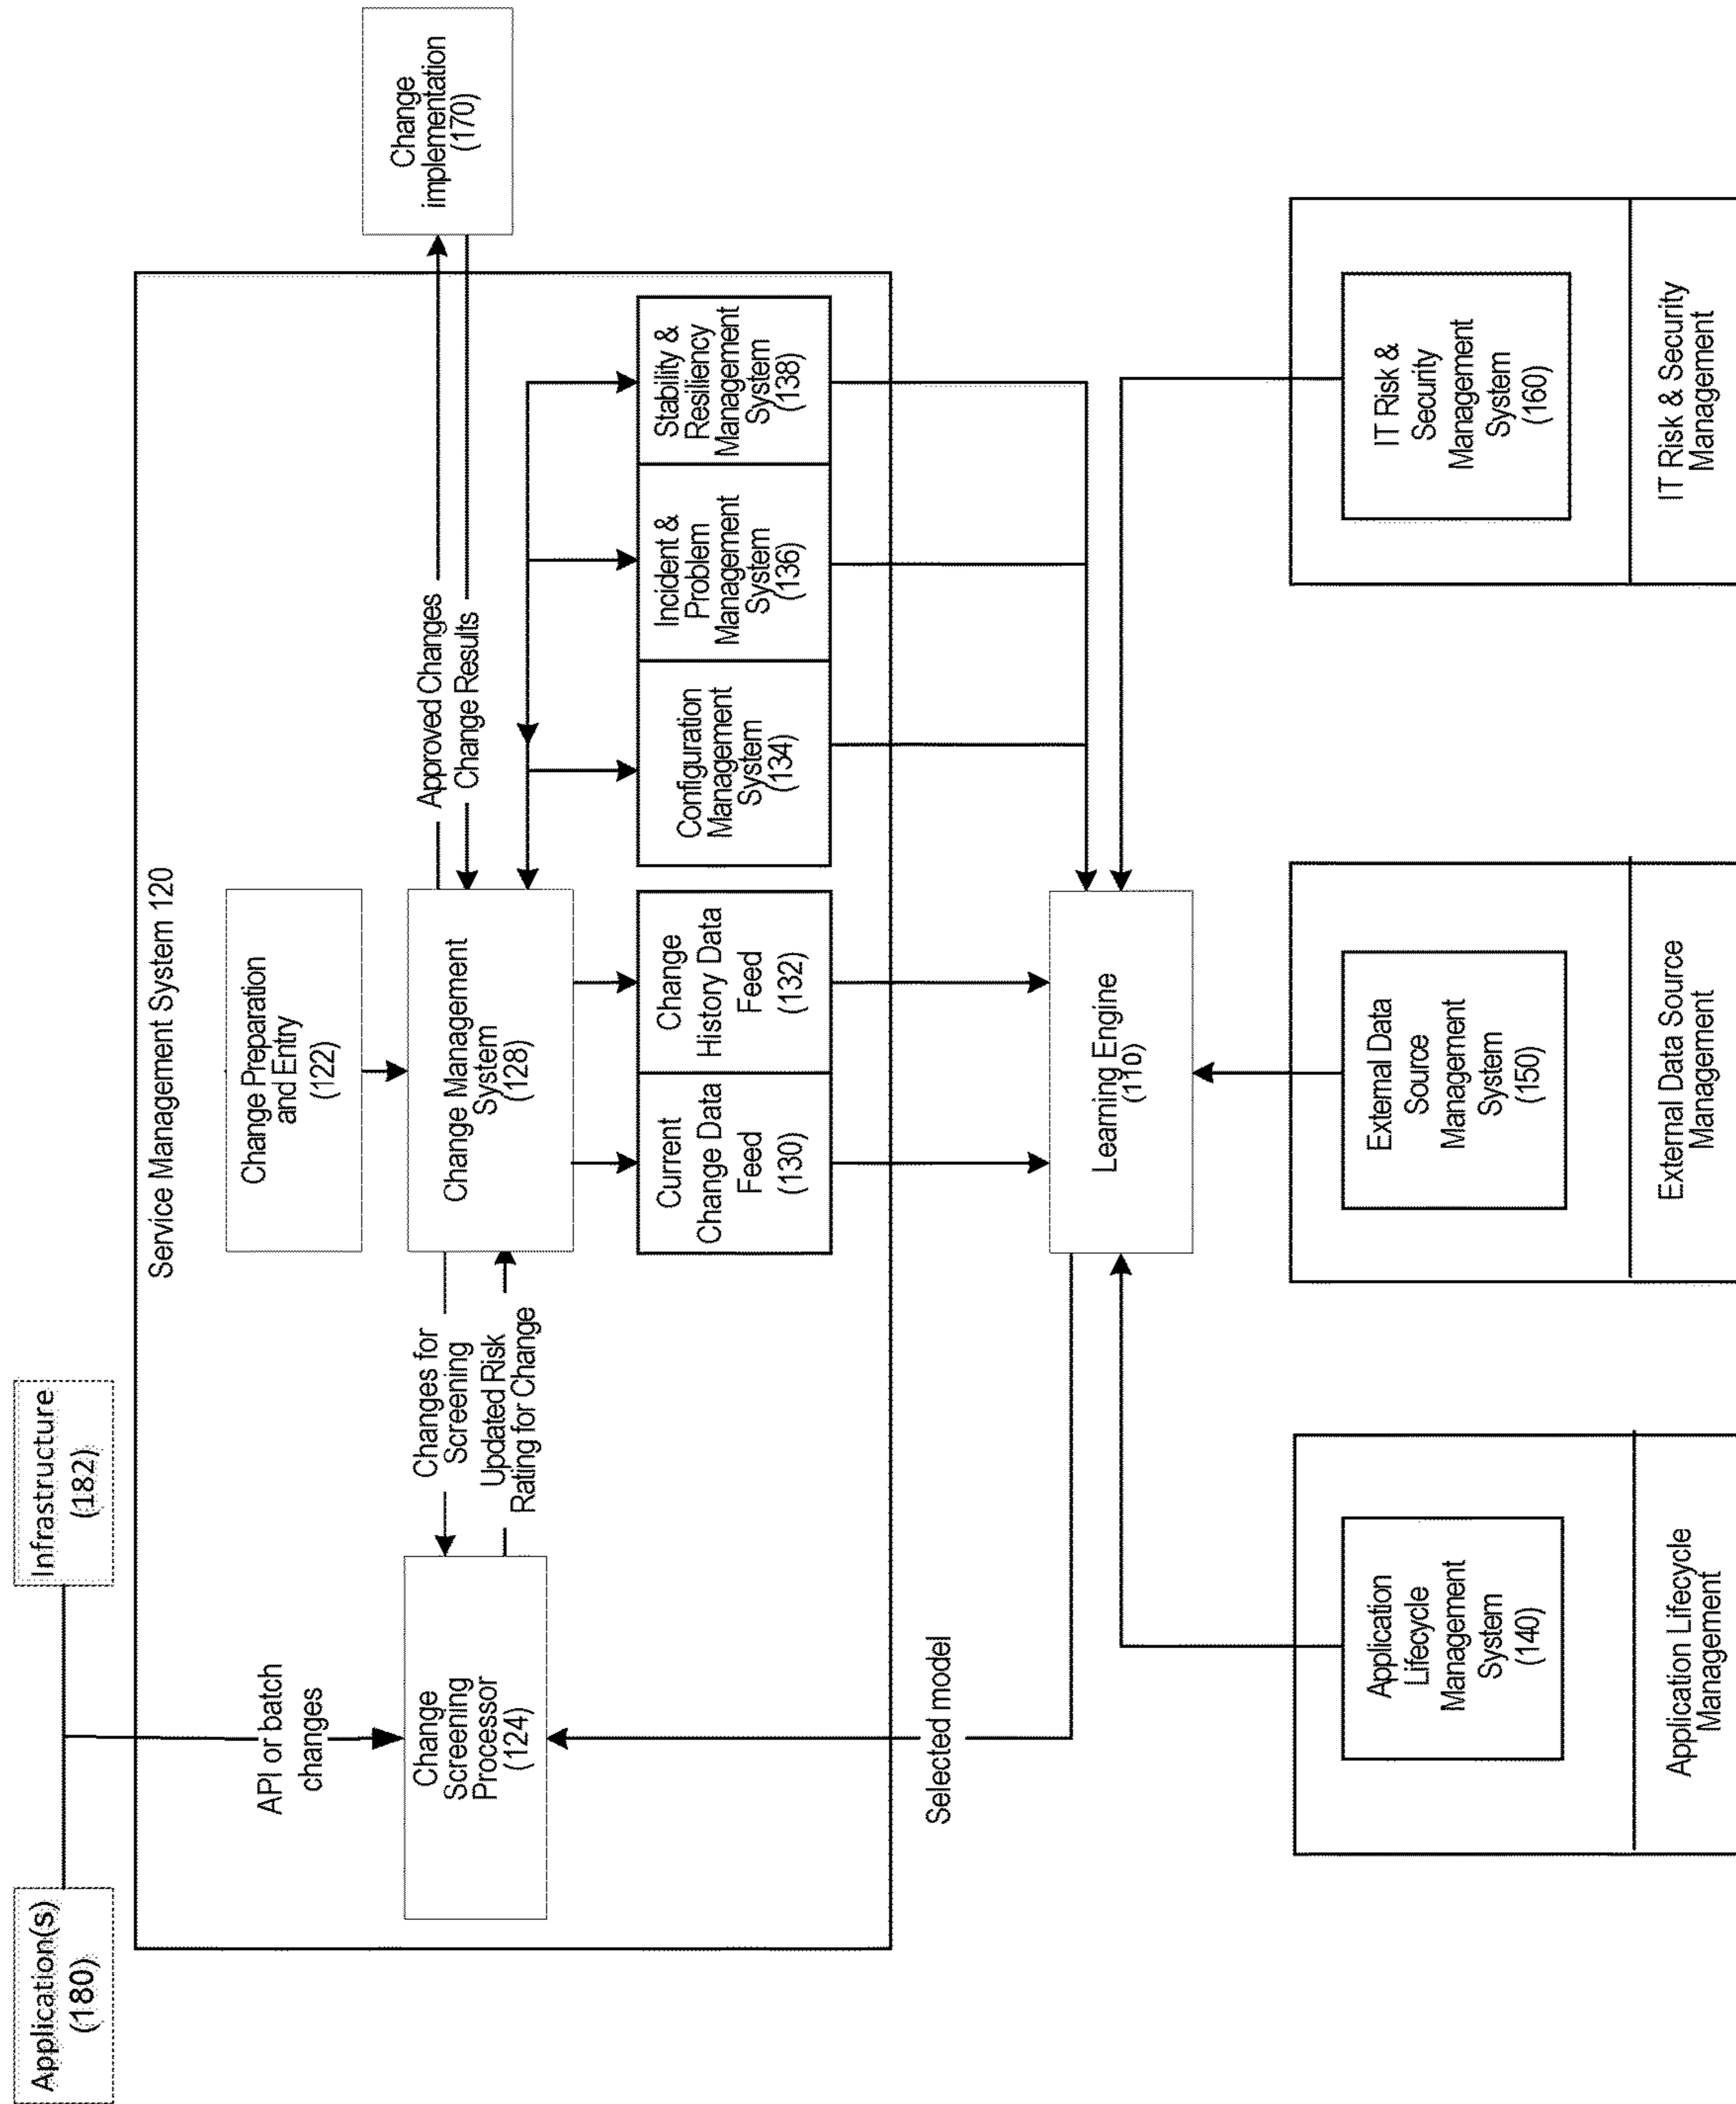 Application(s)
(180)
Infrastructure
(182)
Service Management System 120
API or batch
changes
Change Preparation
and Entry
(122)
Change
implementation
(170)
Change
Screening
Processor
(124)
Changes for
Screening
Updated Risk
Rating for Change
Change Management
System
(128)
Approved Changes
Change Results
Current
Change Data
Feed
(130)
Change
History Data
Feed
(132)
Configuration
Management
System
(134)
Incident &
Problem
Management
System
(136)
Stability &
Resiliency
Management
System
(138)
Selected model
Learning Engine
(110)
Application
Lifecycle
Management
System
(140)
Application Lifecycle
Management
External Data
Source
Management
System
(150)
External Data Source
Management
IT Risk &
Security
Management
System
(160)
IT Risk & Security
Management